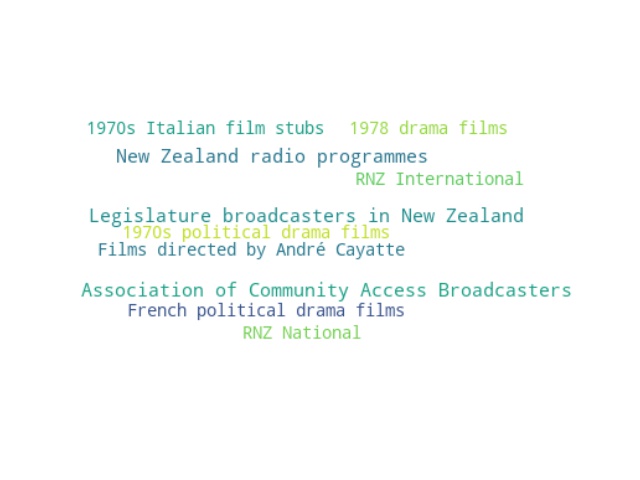 1970s Italian film stubs
1978 drama films
New Zealand radio programmes
RNZ International
Legislature broadcasters in New Zealand
1970s political drama films
Films directed by André Cayatte
Association of Community Access Broadcasters
French political drama films
RNZ National